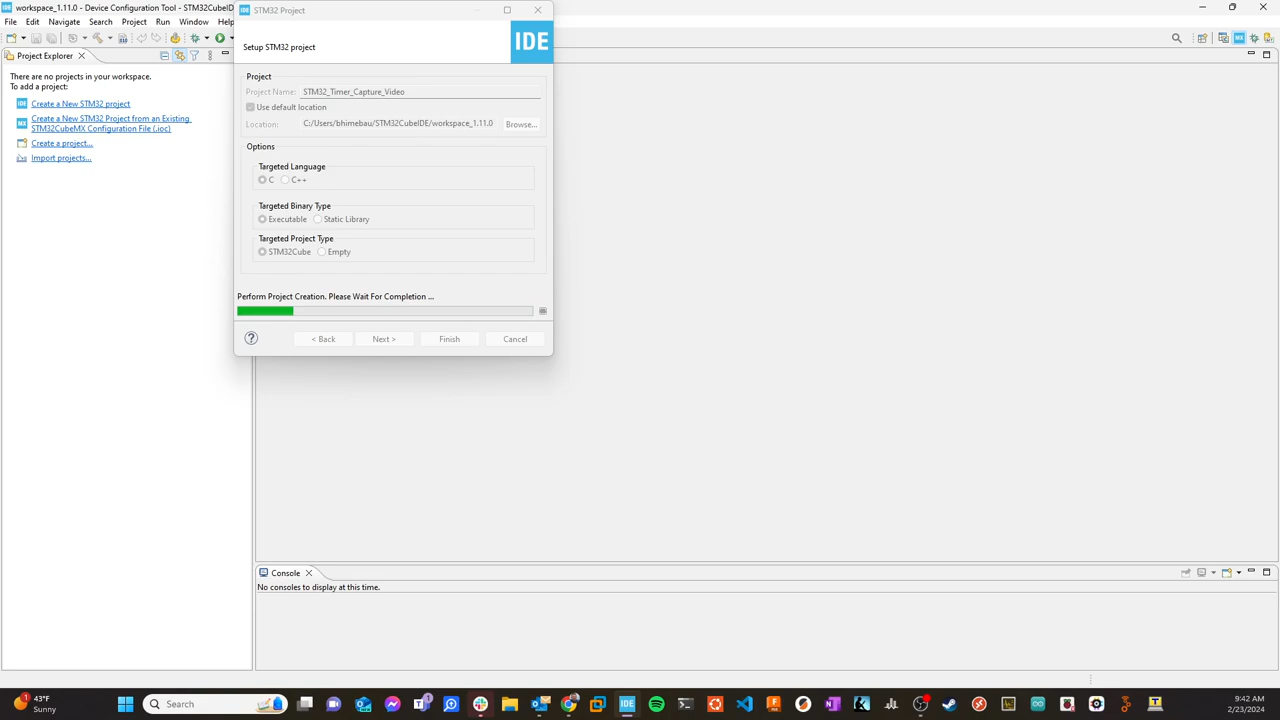 workspace_1.11.0 - Device Configuration Tool - STM32CubeID
STM32 Project
File Edit Navigate Search Project Run Window Help
Setup STM32 project
IDE
Project Explorer
There are no projects in your workspace.
To add a project:
Create a New STM32 project
Create a New STM32 Project from an Existing
STM32CubeMX Configuration File (.ioc)
Create a project...
Import projects...
Project
Project Name: STM32_Timer_Capture_Video
Use default location
Location: C:/Users/bhimebau/STM32CubeIDE/workspace_1.11.0 Browse...
Options
Targeted Language
C C++
Targeted Binary Type
Executable Static Library
Targeted Project Type
STM32Cube Empty
Perform Project Creation. Please Wait For Completion ...
< Back Next > Finish Cancel
Console
No consoles to display at this time.
43°F
Sunny
Search
9:42 AM
2/23/2024